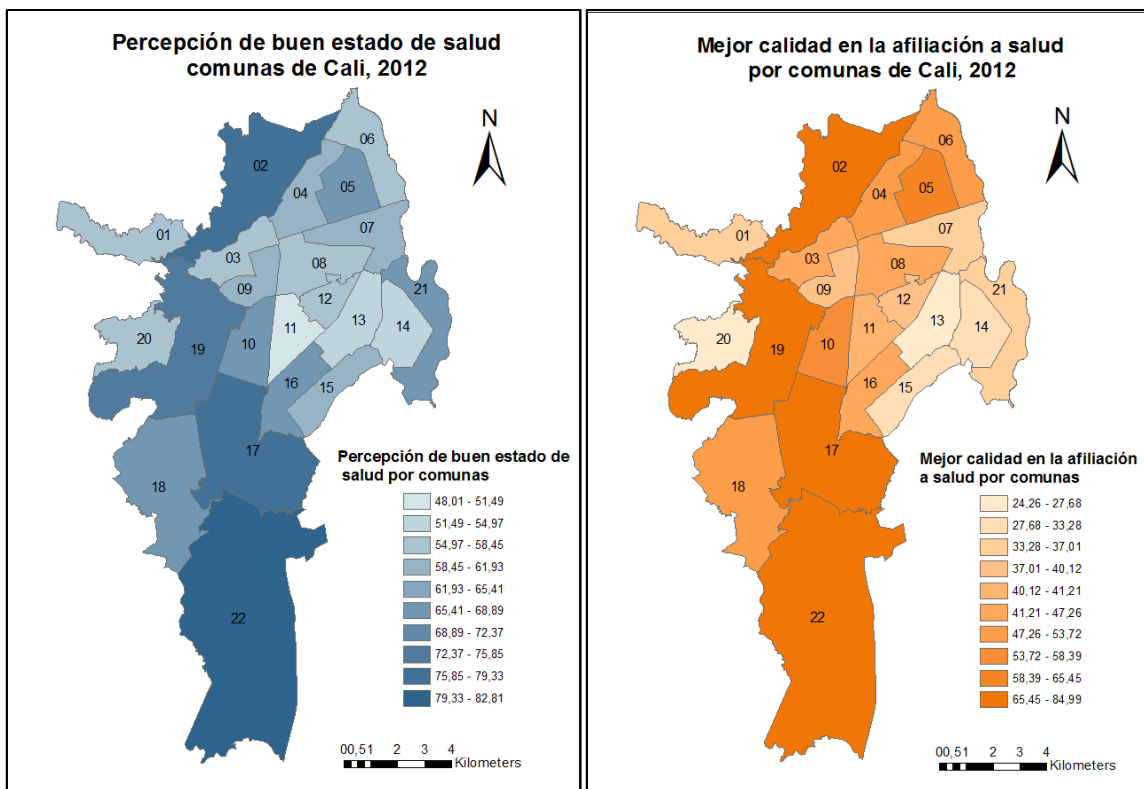 Percepción de buen estado de salud
comunas de Cali, 2012
N
02
06
04
05
01
07
03
08
09
12
21
11
13
14
20
19
10
16
15
17
18
22
Percepción de buen estado de
salud por comunas
48,01 - 51,49
51,49 - 54,97
54,97 - 58,45
58,45 - 61,93
61,93 - 65,41
65,41 - 68,89
68,89 - 72,37
72,37 - 75,85
75,85 - 79,33
79,33 - 82,81
00,51 2 3 4
Kilometers
Mejor calidad en la afiliación a salud
por comunas de Cali, 2012
N
02
06
04
05
01
07
03
08
09
12
21
11
13
14
20
19
10
16
15
17
18
22
Mejor calidad en la afiliación
a salud por comunas
24,26 - 27,68
27,68 - 33,28
33,28 - 37,01
37,01 - 40,12
40,12 - 41,21
41,21 - 47,26
47,26 - 53,72
53,72 - 58,39
58,39 - 65,45
65,45 - 84,99
00,51 2 3 4
Kilometers